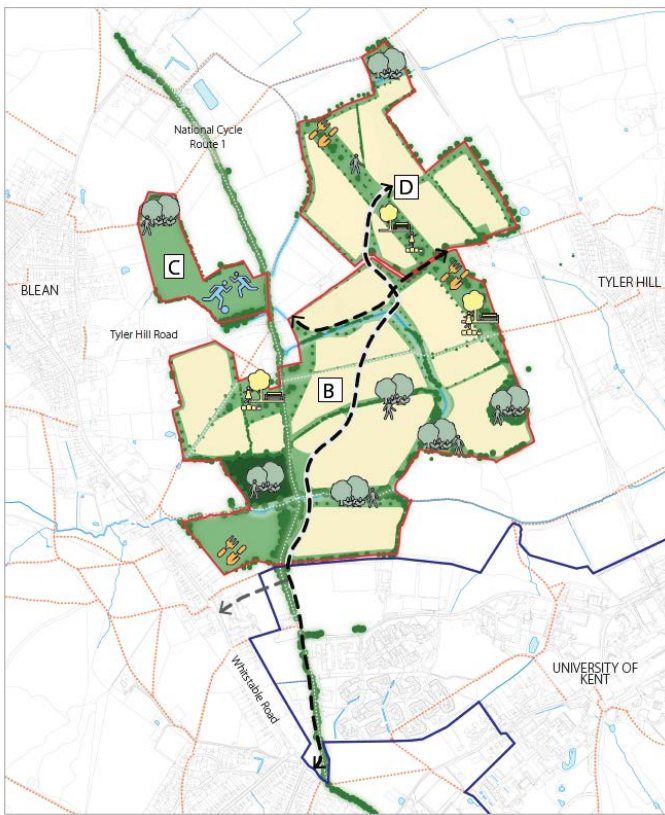 National Cycle
Route 1
D
C
BLEAN
TYLER HILL
Tyler Hill Road
B
Whitstable Road
UNIVERSITY OF
KENT